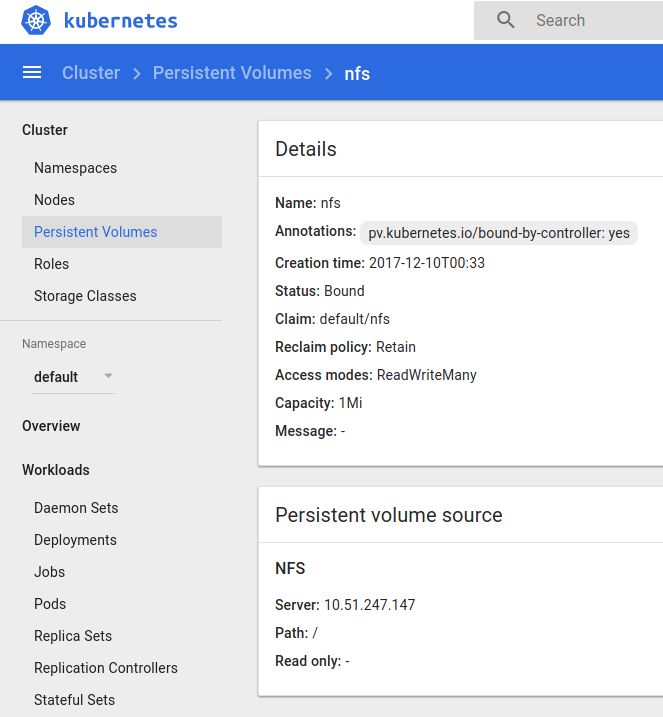 kubernetes
Search
Cluster > Persistent Volumes > nfs
Cluster
Namespaces
Nodes
Persistent Volumes
Roles
Storage Classes
Namespace
default
Overview
Workloads
Daemon Sets
Deployments
Jobs
Pods
Replica Sets
Replication Controllers
Stateful Sets
Details
Name: nfs
Annotations: pv.kubernetes.io/bound-by-controller: yes
Creation time: 2017-12-10T00:33
Status: Bound
Claim: default/nfs
Reclaim policy: Retain
Access modes: ReadWriteMany
Capacity: 1Mi
Message: -
Persistent volume source
NFS
Server: 10.51.247.147
Path: /
Read only: -